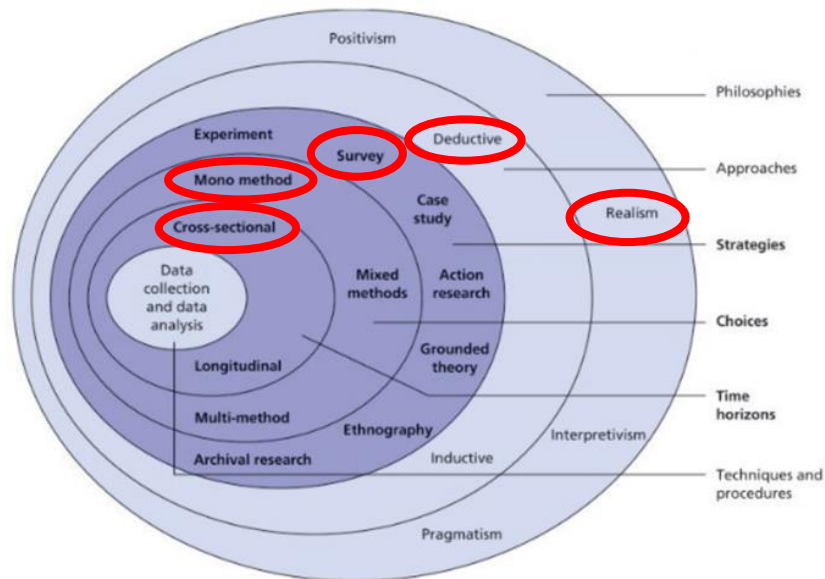 Positivism
Philosophies
Experiment
Deductive
Survey
Approaches
Mono method
Case
study
Realism
Cross-sectional
Strategies
Data
collection
and data
analysis
Mixed
methods
Action
research
Choices
Grounded
theory
Longitudinal
Time
horizons
Multi-method
Ethnography
Interpretivism
Archival research
Inductive
Techniques and
procedures
Pragmatism